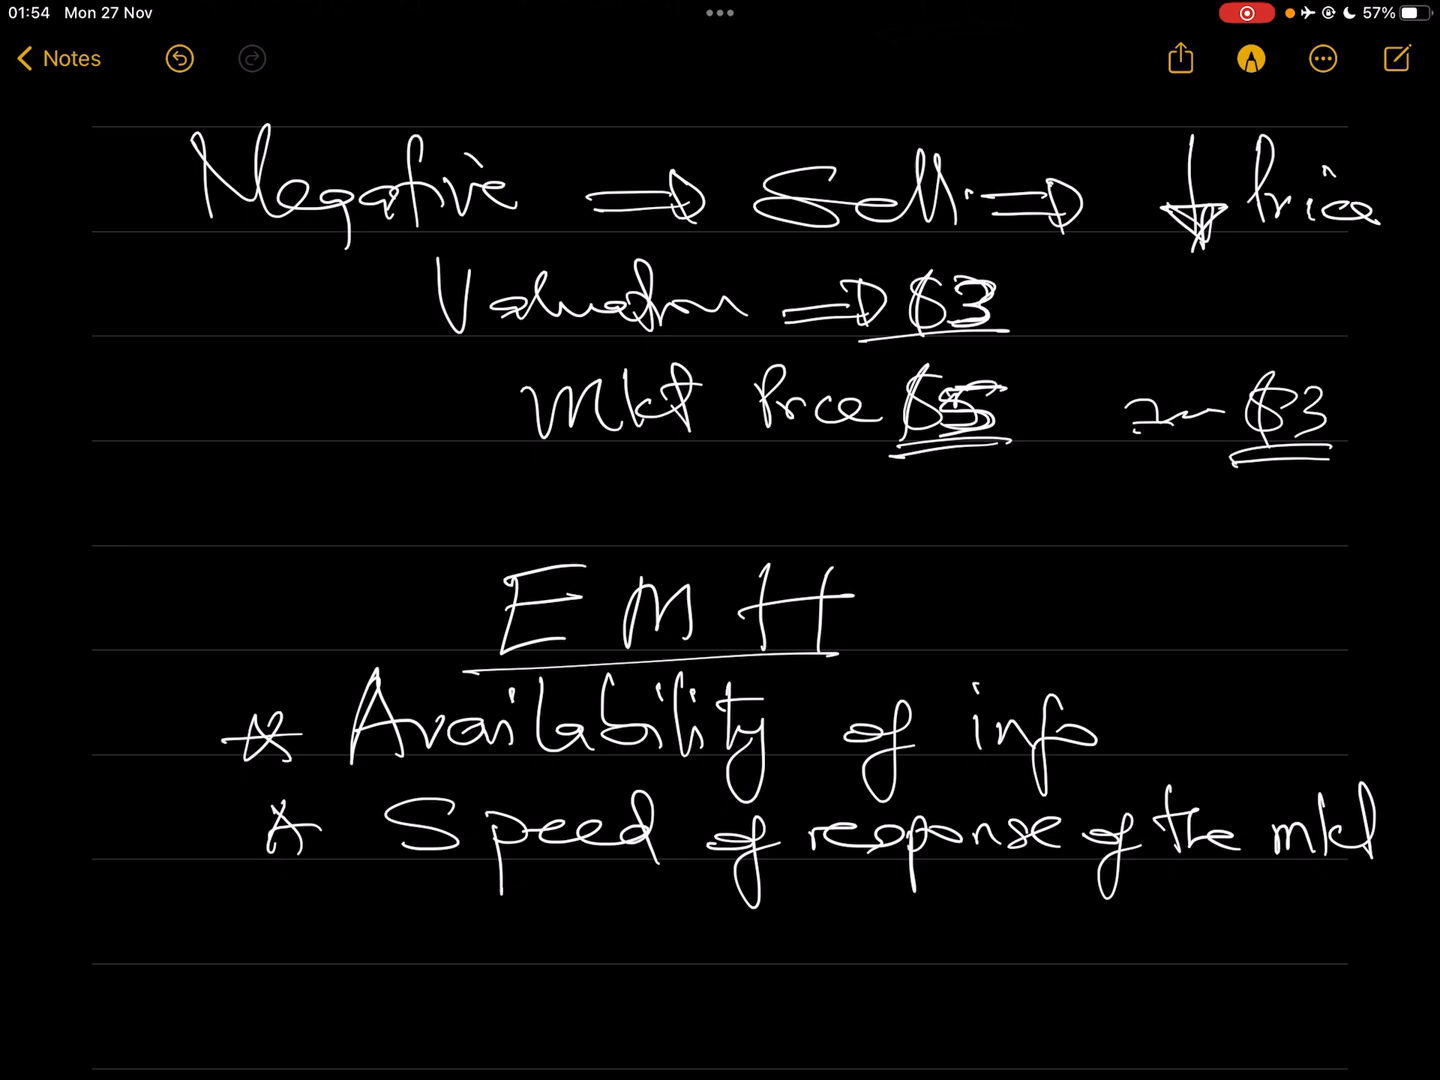 01:54 Mon 27 Nov 57%
Notes
Negative ⇒ Sell ⇒ ↓ Price
Valuation ⇒ $3
Mkt Price $5 $3
E M H
* Availability of info
* Speed of response of the mkt